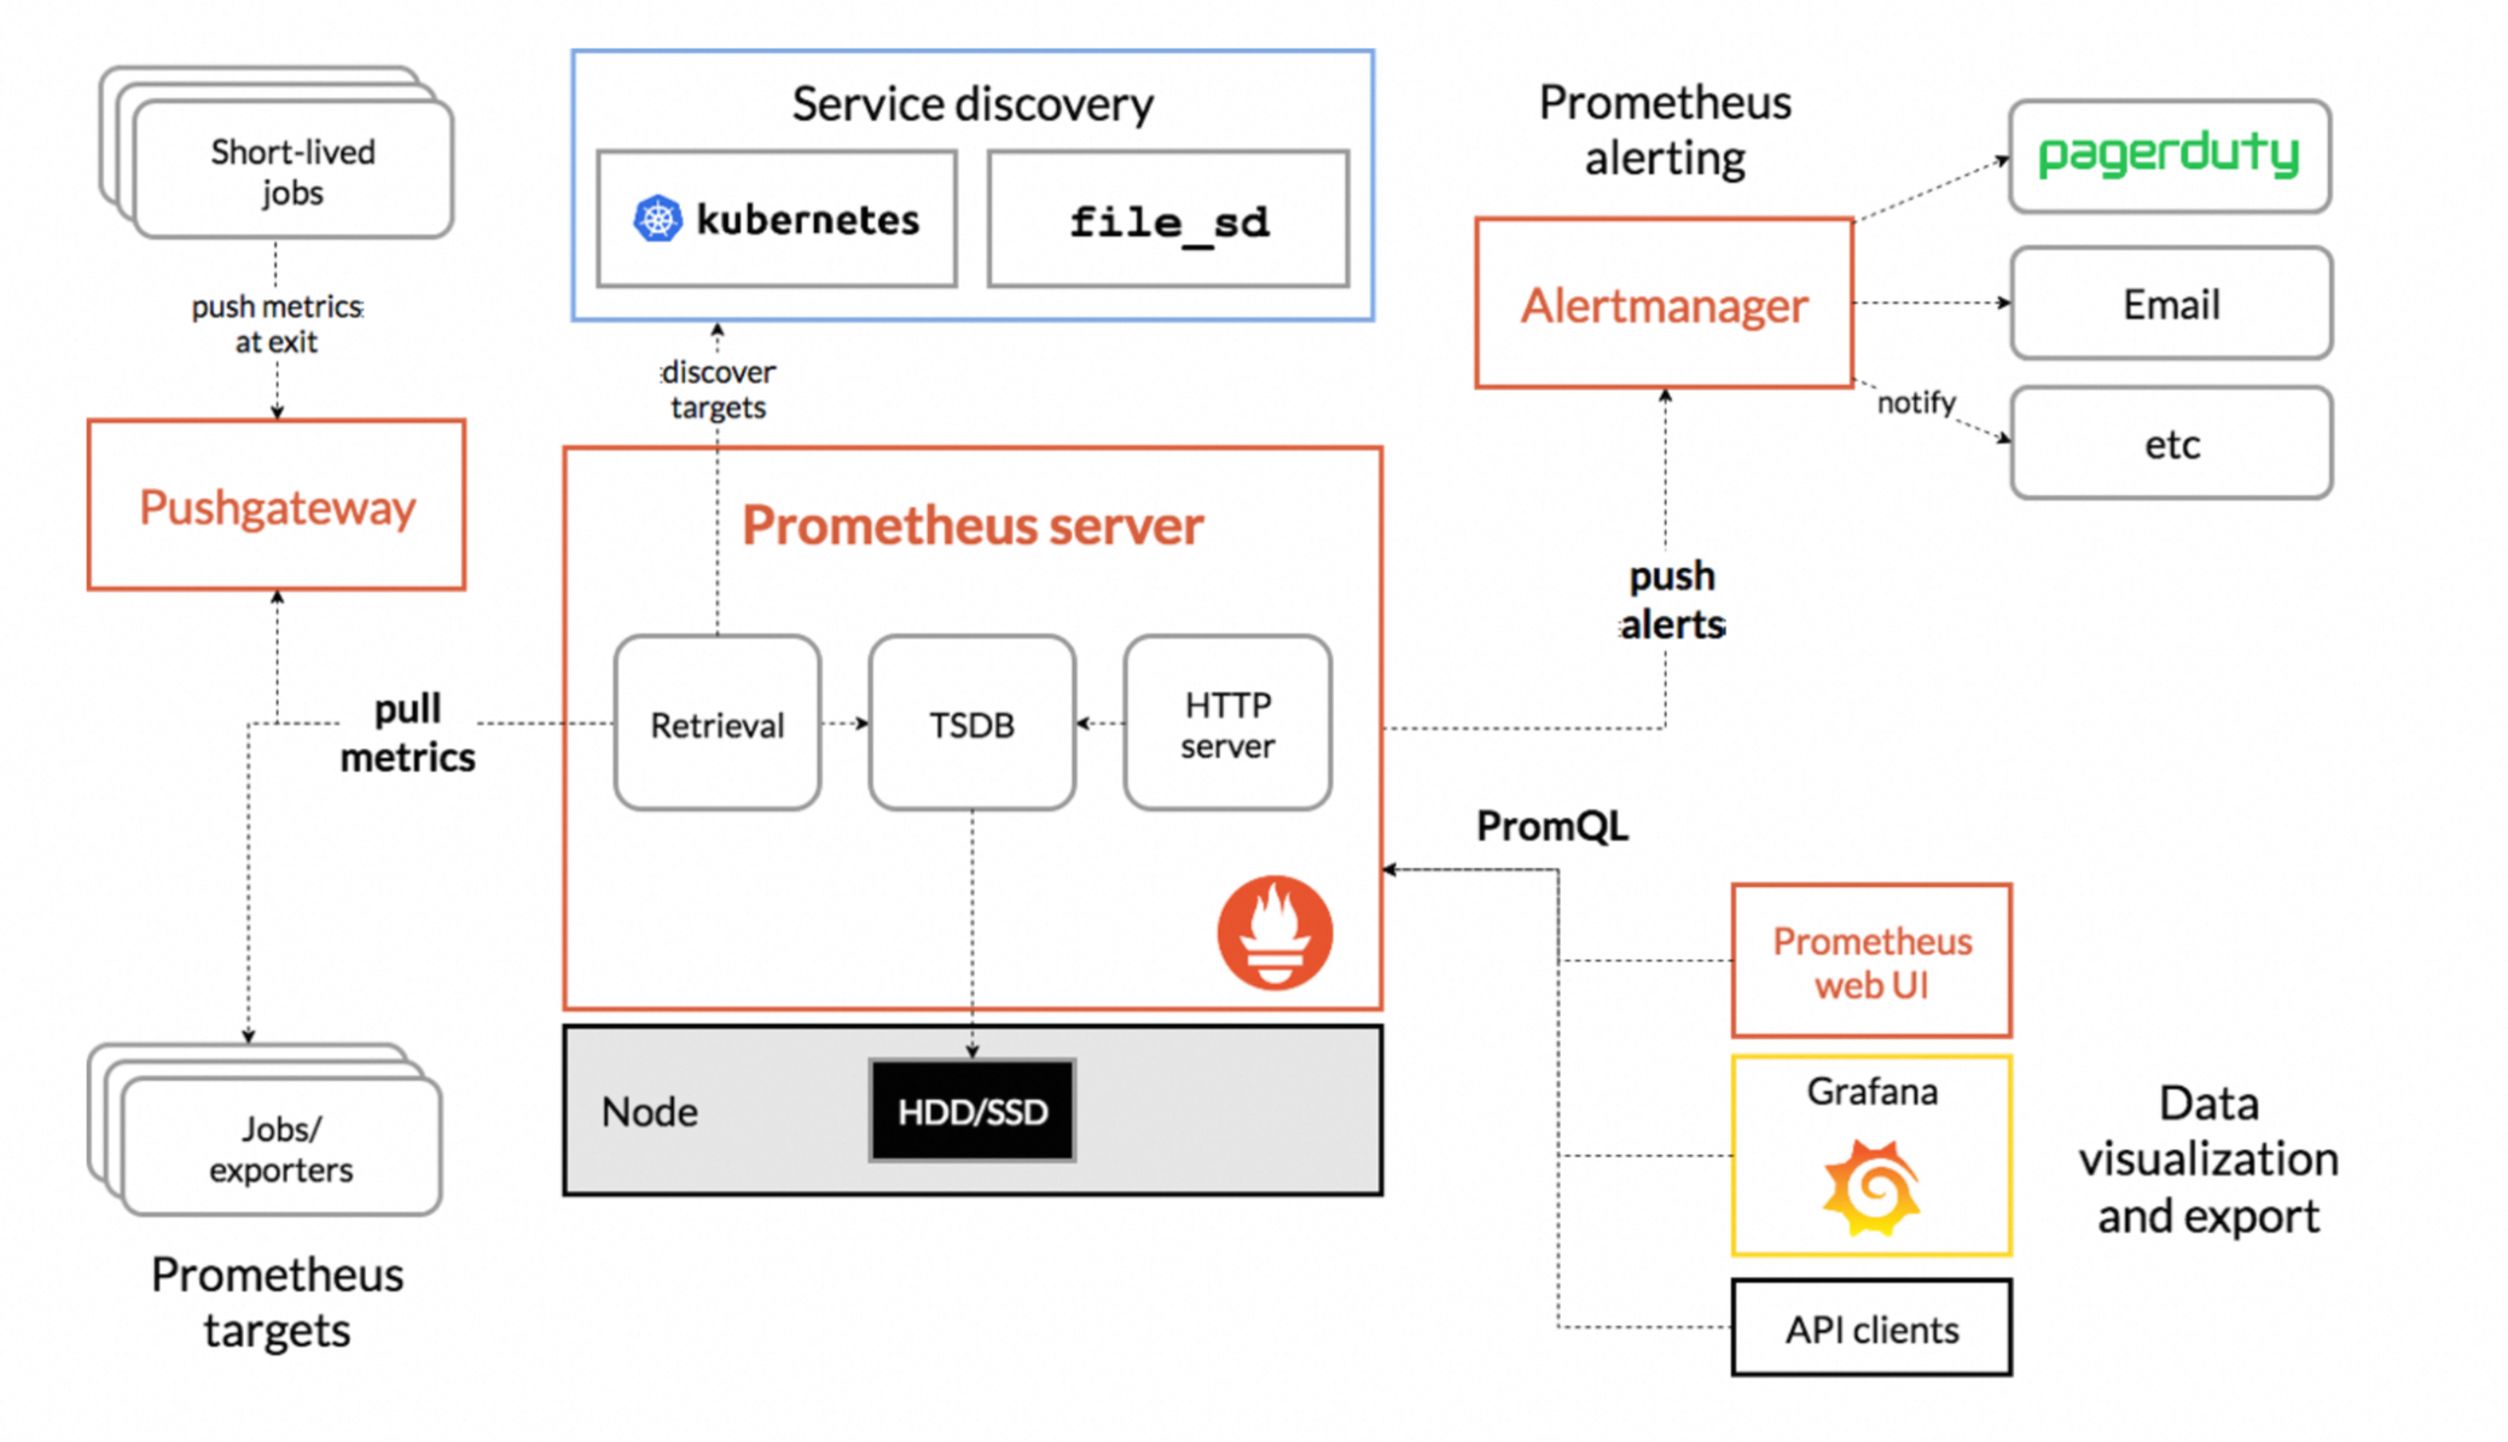 Short-lived
jobs
push metrics
at exit
Pushgateway
pull
metrics
Jobs/
exporters
Prometheus
targets
Service discovery
kubernetes
file_sd
discover
targets
Prometheus server
Retrieval
TSDB
HTTP
server
Node
HDD/SSD
Prometheus
alerting
Alertmanager
pagerduty
Email
notify
etc
push
alerts
PromQL
Prometheus
web UI
Grafana
API clients
Data
visualization
and export